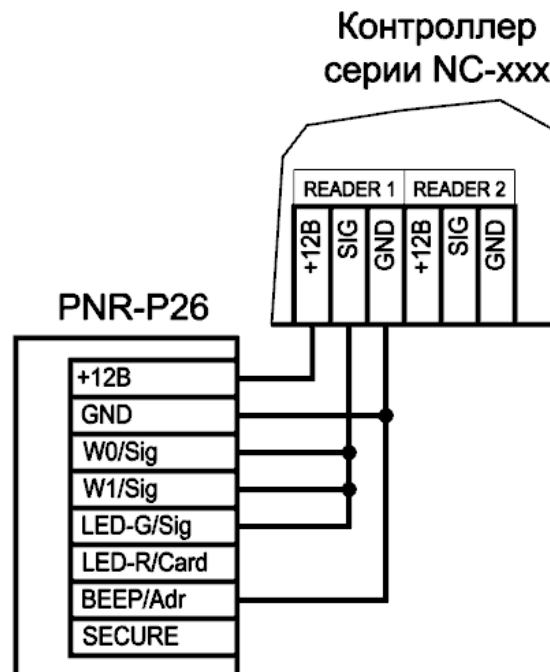 Контроллер
серии NC-xxx
READER 1 READER 2
+12В SIG GND +12В SIG GND
PNR-P26
+12В
GND
W0/Sig
W1/Sig
LED-G/Sig
LED-R/Card
BEEP/Adr
SECURE